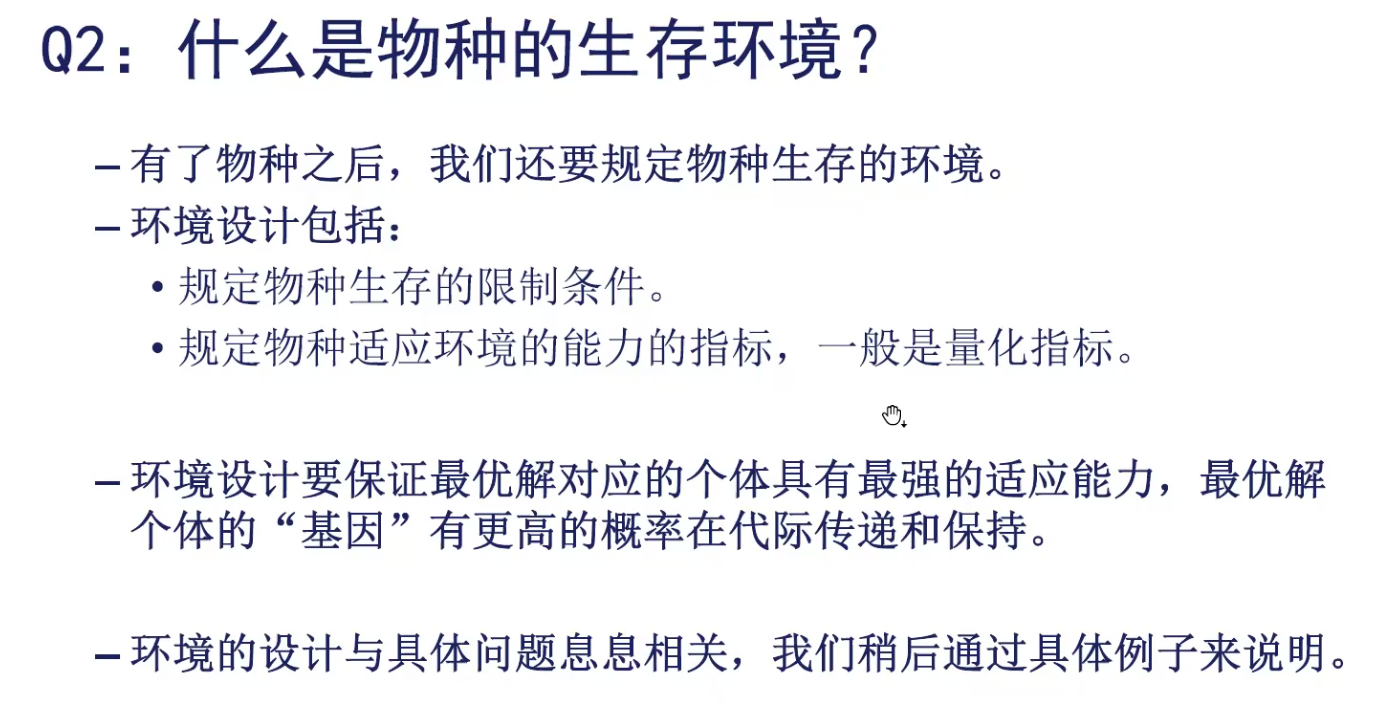 Q2：什么是物种的生存环境？
– 有了物种之后，我们还要规定物种生存的环境。
– 环境设计包括：
• 规定物种生存的限制条件。
• 规定物种适应环境的能力的指标，一般是量化指标。
– 环境设计要保证最优解对应的个体具有最强的适应能力，最优解
个体的“基因”有更高的概率在代际传递和保持。
– 环境的设计与具体问题息息相关，我们稍后通过具体例子来说明。